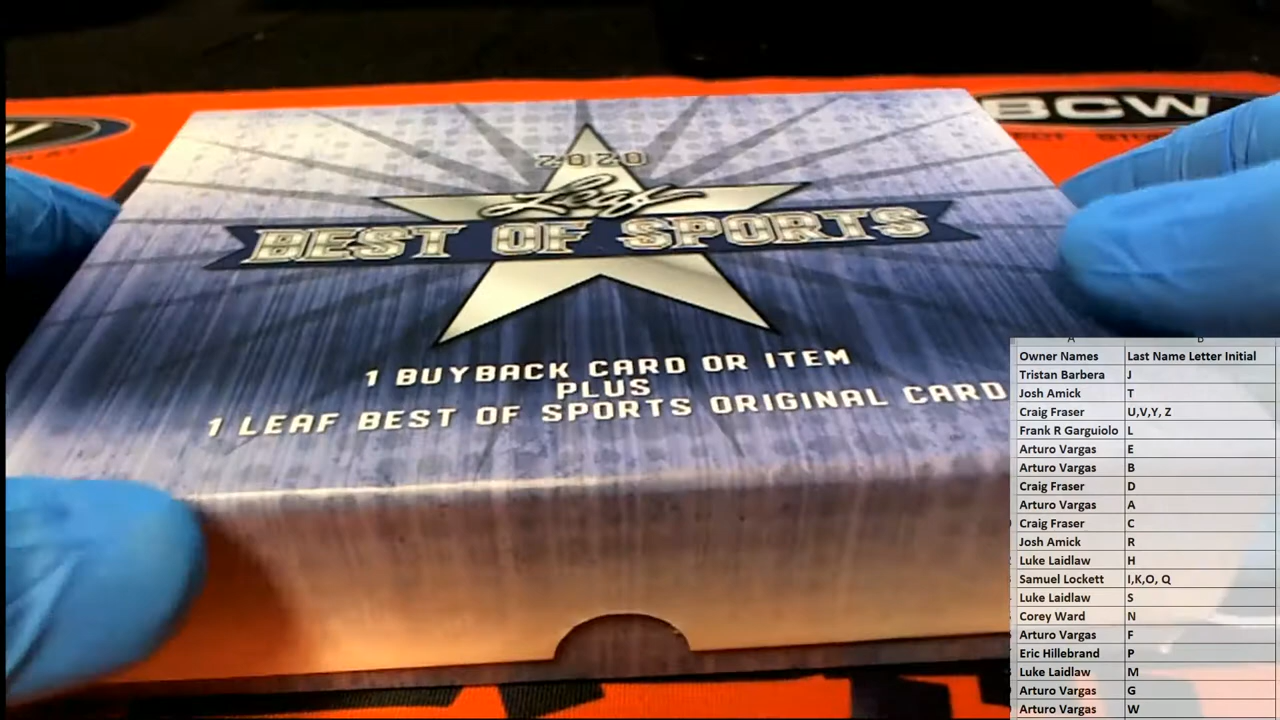 BCW
2020
Leaf
BEST OF SPORTS
1 BUYBACK CARD OR ITEM
PLUS
1 LEAF BEST OF SPORTS ORIGINAL CARD
A B
Owner Names Last Name Letter Initial
Tristan Barbera J
Josh Amick T
Craig Fraser U,V,Y, Z
Frank R Garguiolo L
Arturo Vargas E
Arturo Vargas B
Craig Fraser D
Arturo Vargas A
Craig Fraser C
Josh Amick R
Luke Laidlaw H
Samuel Lockett I,K,O, Q
Luke Laidlaw S
Corey Ward N
Arturo Vargas F
Eric Hillebrand P
Luke Laidlaw M
Arturo Vargas G
Arturo Vargas W